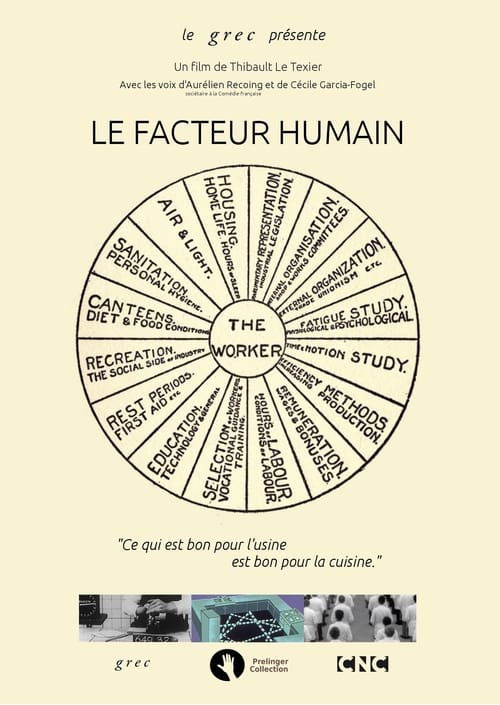 le grec présente
Un film de Thibault Le Texier
Avec les voix d'Aurélien Recoing et de Cécile Garcia-Fogel
sociétaire à la Comédie française
LE FACTEUR HUMAIN
THE
WORKER
PARLIAMENTARY REPRESENTATION.
INDUSTRIAL LEGISLATION.
INTERNAL ORGANISATION.
SHOP & WORKS COMMITTEES.
EXTERNAL ORGANIZATION.
TRADE UNIONISM ETC.
FATIGUE STUDY.
PHYSIOLOGICAL & PSYCHOLOGICAL
TIME & MOTION STUDY.
EFFICIENCY METHODS.
INCREASING PRODUCTION.
REMUNERATION.
WAGES & BONUSES.
HOURS OF LABOUR
CONDITIONS OF LABOUR.
SELECTION OF WORKERS
VOCATIONAL GUIDANCE &
TRAINING.
EDUCATION.
TECHNOLOGY & GENERAL
REST PERIODS.
FIRST AID ETC
RECREATION.
THE SOCIAL SIDE OF INDUSTRY
CANTEENS.
DIET & FOOD CONDITIONS
SANITATION.
PERSONAL HYGIENE.
AIR & LIGHT.
HOUSING.
HOME LIFE. HOURS OF SLEEP
"Ce qui est bon pour l'usine
est bon pour la cuisine."
649 32
grec
Prelinger
Collection
CNC